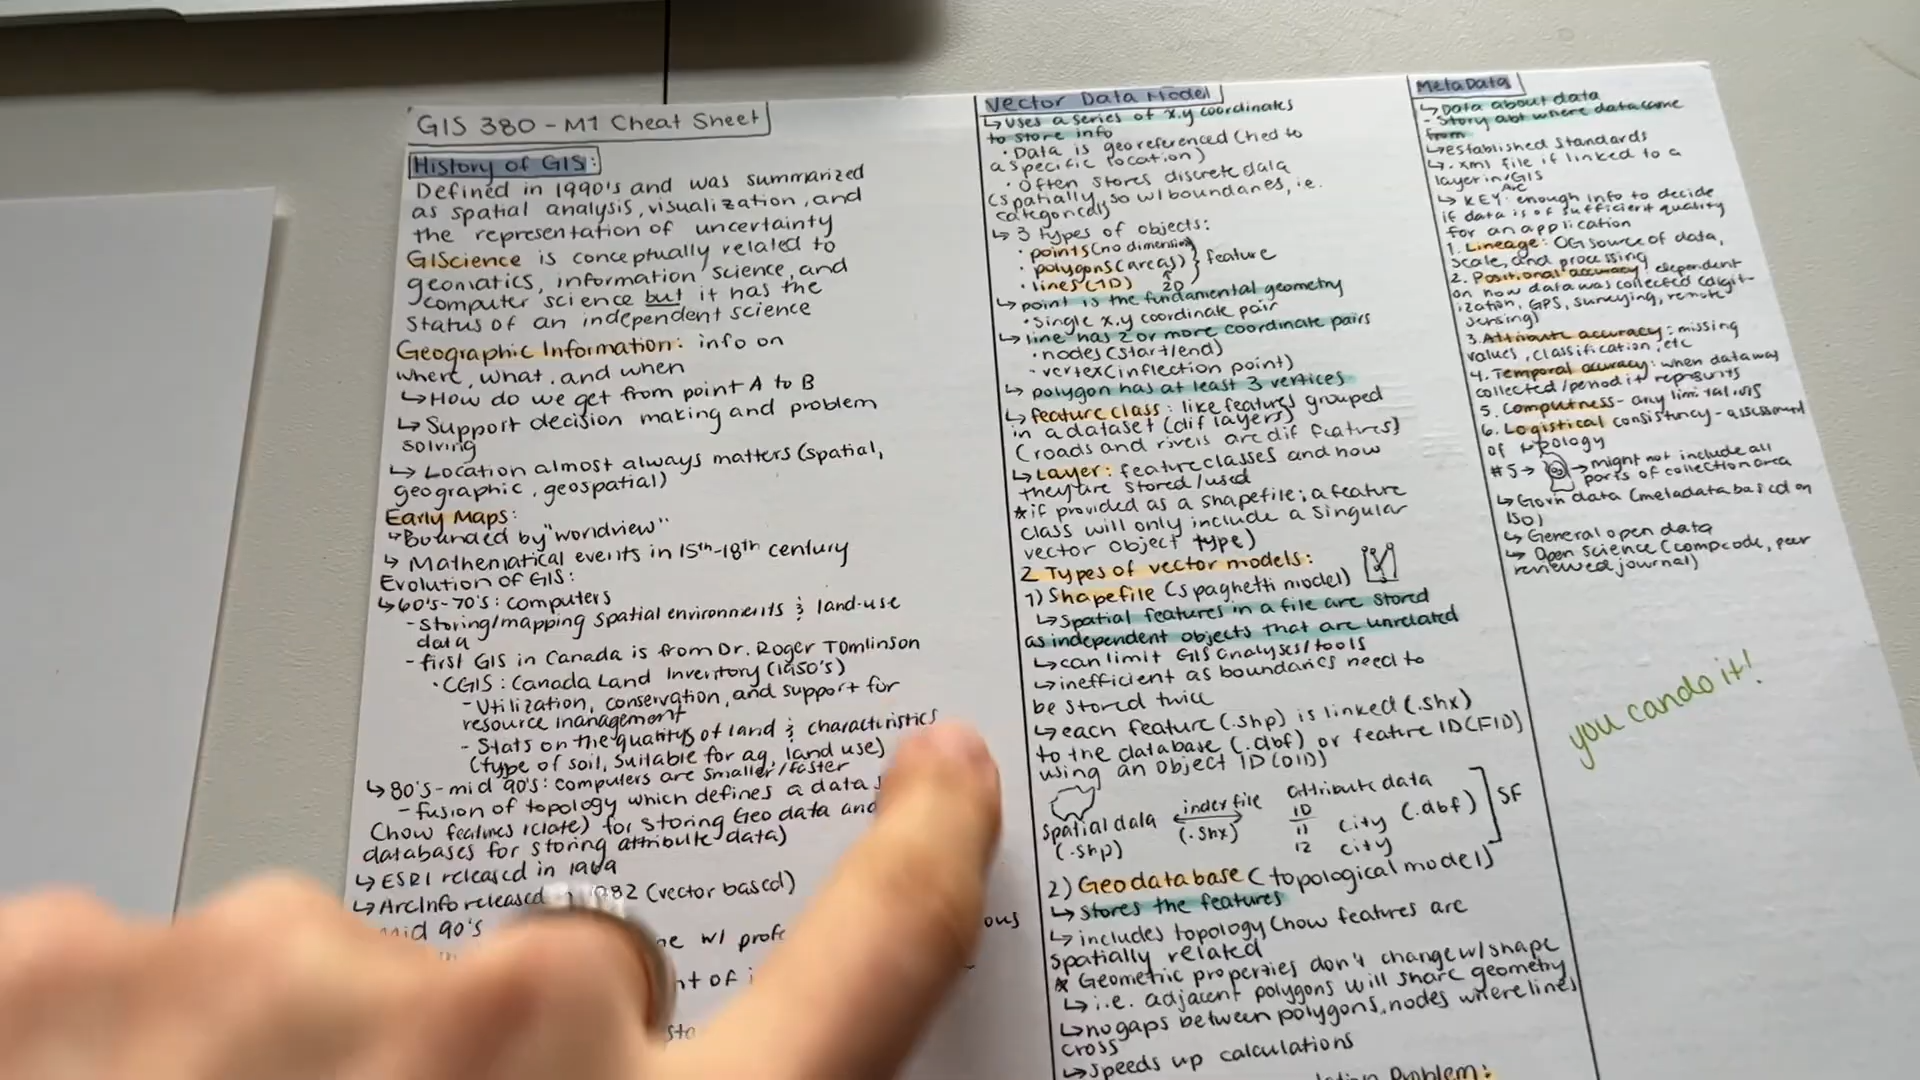 GIS 380 - M1 Cheat Sheet
History of GIS:
Defined in 1990's and was summarized
as spatial analysis, visualization, and
the representation of uncertainty
GIScience is conceptually related to
geomatics, information science, and
computer science but it has the
status of an independent science
Geographic Information: info on
where, what, and when
↳ How do we get from point A to B
↳ Support decision making and problem
solving
↳ Location almost always matters (spatial,
geographic, geospatial)
Early Maps:
↳ Bounded by "worldview"
↳ Mathematical events in 15th-18th century
Evolution of GIS:
↳ 60's-70's: computers
- Storing/mapping spatial environments & land-use
data
- first GIS in Canada is from Dr. Roger Tomlinson
• CGIS: Canada Land Inventory (1950's)
- Utilization, conservation, and support for
resource management
- Stats on the quality of land & characteristics
(type of soil, suitable for ag, land use)
↳ 80's-mid 90's: computers are smaller/faster
- fusion of topology which defines a data
(how features relate) for storing Geo data and
databases for storing attribute data)
↳ ESRI released in 1969
↳ ArcInfo released 1982 (vector based)
mid 90's
w/
of
Vector Data Model
↳ uses a series of x,y coordinates
to store info
• Data is georeferenced (tied to
a specific location)
• Often stores discrete data
(spatially, so w/ boundaries, i.e.
categorical)
↳ 3 types of objects:
• points (no dimension)
• polygons (areas) } feature
• lines (1D) 2D
↳ point is the fundamental geometry
• single x,y coordinate pair
↳ line has 2 or more coordinate pairs
• nodes (start/end)
- vertex (inflection point)
↳ polygon has at least 3 vertices
↳ feature class: like features grouped
in a dataset (dif layers)
(roads and rivers are dif features)
↳ Layer: feature classes and how
they're stored/used
* if provided as a shapefile; a feature
class will only include a singular
vector object type)
2 Types of vector models:
1) Shapefile (spaghetti model)
↳ Spatial features in a file are stored
as independent objects that are unrelated
↳ can limit GIS analyses/tools
↳ inefficient as boundaries need to
be stored twice
↳ each feature (.shp) is linked (.shx)
to the database (.dbf) or feature ID (FID)
using an Object ID (OID)
spatial data (.shp)
index file (.shx)
attribute data
10
11 city (.dbf)
12 city
SF
2) Geodatabase (topological model)
↳ stores the features
↳ includes topology (how features are
spatially related
* Geometric properties don't change w/ shape
↳ i.e. adjacent polygons will share geometry
↳ no gaps between polygons, nodes where lines
cross
↳ Speeds up calculations
Problem:
MetaData
↳ Data about data
- Story abt where data came
from
↳ established standards
↳ .xml file if linked to a
layer in Arc GIS
↳ KEY: enough info to decide
if data is of sufficient quality
for an application
1. Lineage: OG source of data,
scale, and processing
2. Positional accuracy: dependent
on how data was collected (digit-
ization, GPS, surveying, remote
sensing)
3. Attribute accuracy: missing
values, classification, etc
4. Temporal accuracy: when data was
collected/period it represnts
5. Completness - any limitations
6. Logistical consistency - assessment
of topology
#5 → → might not include all
parts of collection area
↳ Gov'n data (metadata based on
ISO)
↳ General open data
↳ Open science (comp code, peer
reviewed journal)
you can do it!